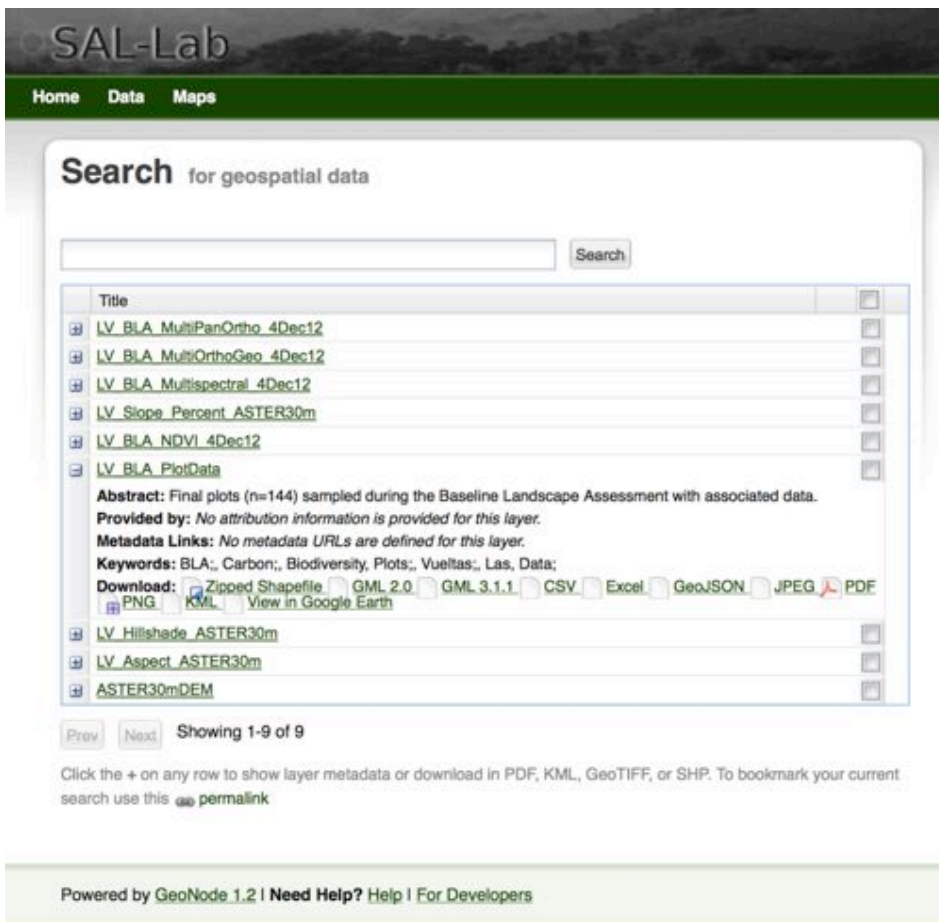 SAL-Lab
Home Data Maps
Search for geospatial data
Search
Title
LV_BLA_MultiPanOrtho_4Dec12
LV_BLA_MultiOrthoGeo_4Dec12
LV_BLA_Multispectral_4Dec12
LV_Slope_Percent_ASTER30m
LV_BLA_NDVI_4Dec12
LV_BLA_PlotData
Abstract: Final plots (n=144) sampled during the Baseline Landscape Assessment with associated data.
Provided by: No attribution information is provided for this layer.
Metadata Links: No metadata URLs are defined for this layer.
Keywords: BLA;, Carbon;, Biodiversity, Plots;, Vueltas;, Las, Data;
Download: Zipped Shapefile GML 2.0 GML 3.1.1 CSV Excel GeoJSON JPEG PDF
PNG KML View in Google Earth
LV_Hillshade_ASTER30m
LV_Aspect_ASTER30m
ASTER30mDEM
Prev Next Showing 1-9 of 9
Click the + on any row to show layer metadata or download in PDF, KML, GeoTIFF, or SHP. To bookmark your current
search use this permalink
Powered by GeoNode 1.2 | Need Help? Help | For Developers